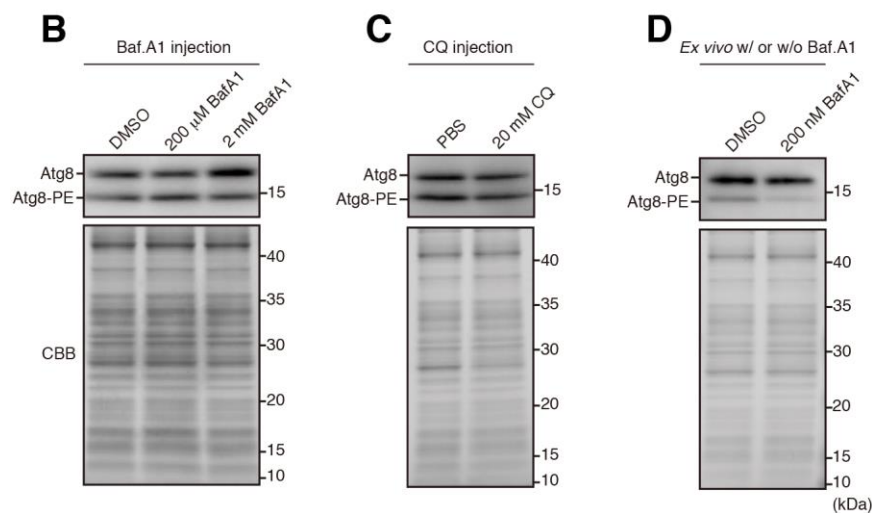 B
Baf.A1 injection
DMSO
200 μM BafA1
2 mM BafA1
Atg8
Atg8-PE
15
CBB
40
35
30
20
15
10
C
CQ injection
PBS
20 mM CQ
Atg8
Atg8-PE
15
40
35
30
20
15
10
D
Ex vivo w/ or w/o Baf.A1
DMSO
200 nM BafA1
Atg8
Atg8-PE
15
40
35
30
20
15
10
(kDa)